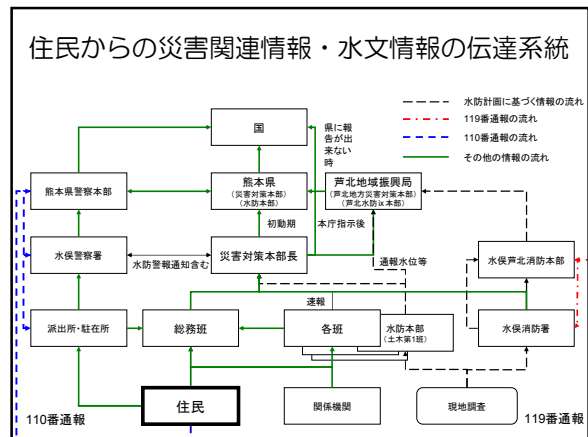 住民からの災害関連情報・水文情報の伝達系統
国
県に報
告が出
来ない
時
水防計画に基づく情報の流れ
119番通報の流れ
110番通報の流れ
その他の情報の流れ
熊本県警察本部
熊本県
(災害対策本部)
(水防本部)
芦北地域振興局
(芦北地方災害対策本部)
(芦北水防ix本部)
初動期
本庁指示後
水俣警察署
水防警報通知含む
災害対策本部長
通報水位等
水俣芦北消防本部
速報
派出所・駐在所
総務班
各班
水防本部
(土木第1班)
水俣消防署
住民
関係機関
現地調査
110番通報
119番通報